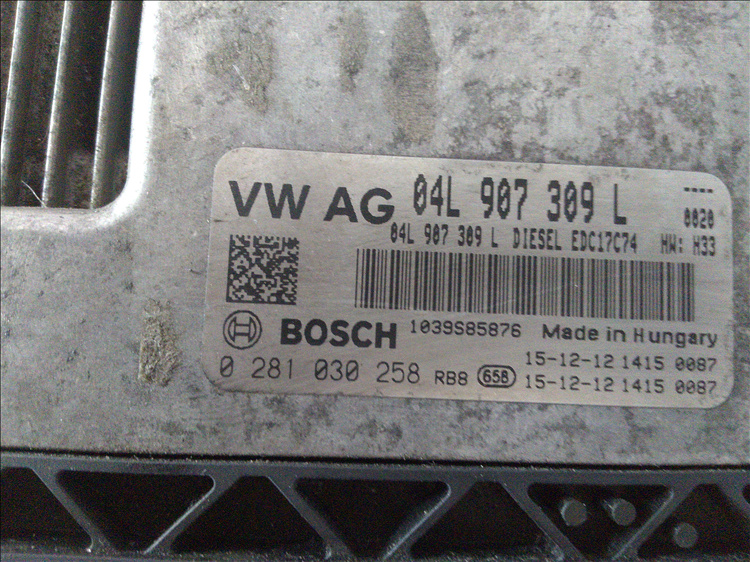 VW AG 04L 907 309 L ----
0020
04L 907 309 L DIESEL EDC17C74 HW: H33
BOSCH 1039S85876 Made in Hungary
15-12-12 1415 0087
0 281 030 258 RB8 658 15-12-12 1415 0087